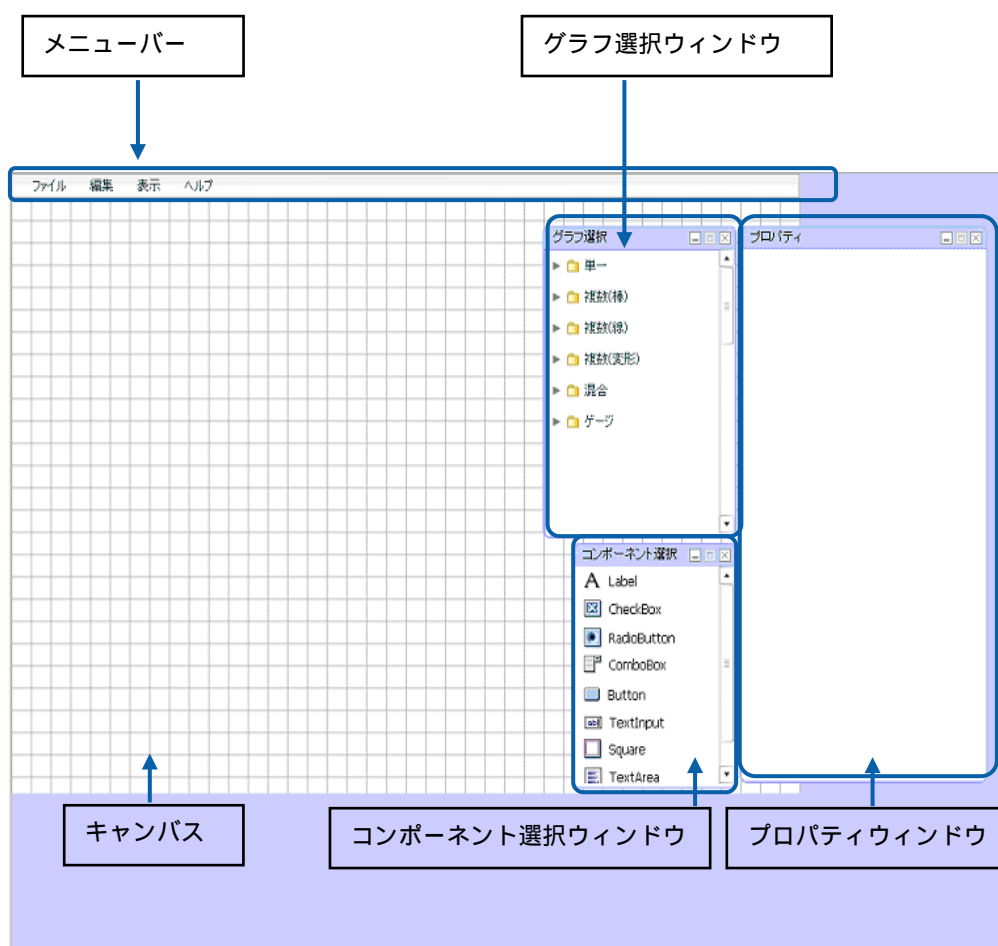 メニューバー
グラフ選択ウィンドウ
ファイル 編集 表示 ヘルプ
グラフ選択
プロパティ
単一
複数(棒)
複数(線)
複数(変形)
混合
ゲージ
コンポーネント選択
Label
CheckBox
RadioButton
ComboBox
Button
TextInput
Square
TextArea
キャンバス
コンポーネント選択ウィンドウ
プロパティウィンドウ